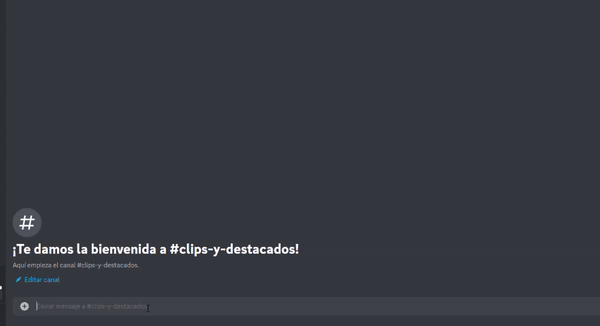 #
¡Te damos la bienvenida a #clips-y-destacados!
Aquí empieza el canal #clips-y-destacados.
Editar canal
Enviar mensaje a #clips-y-destacados